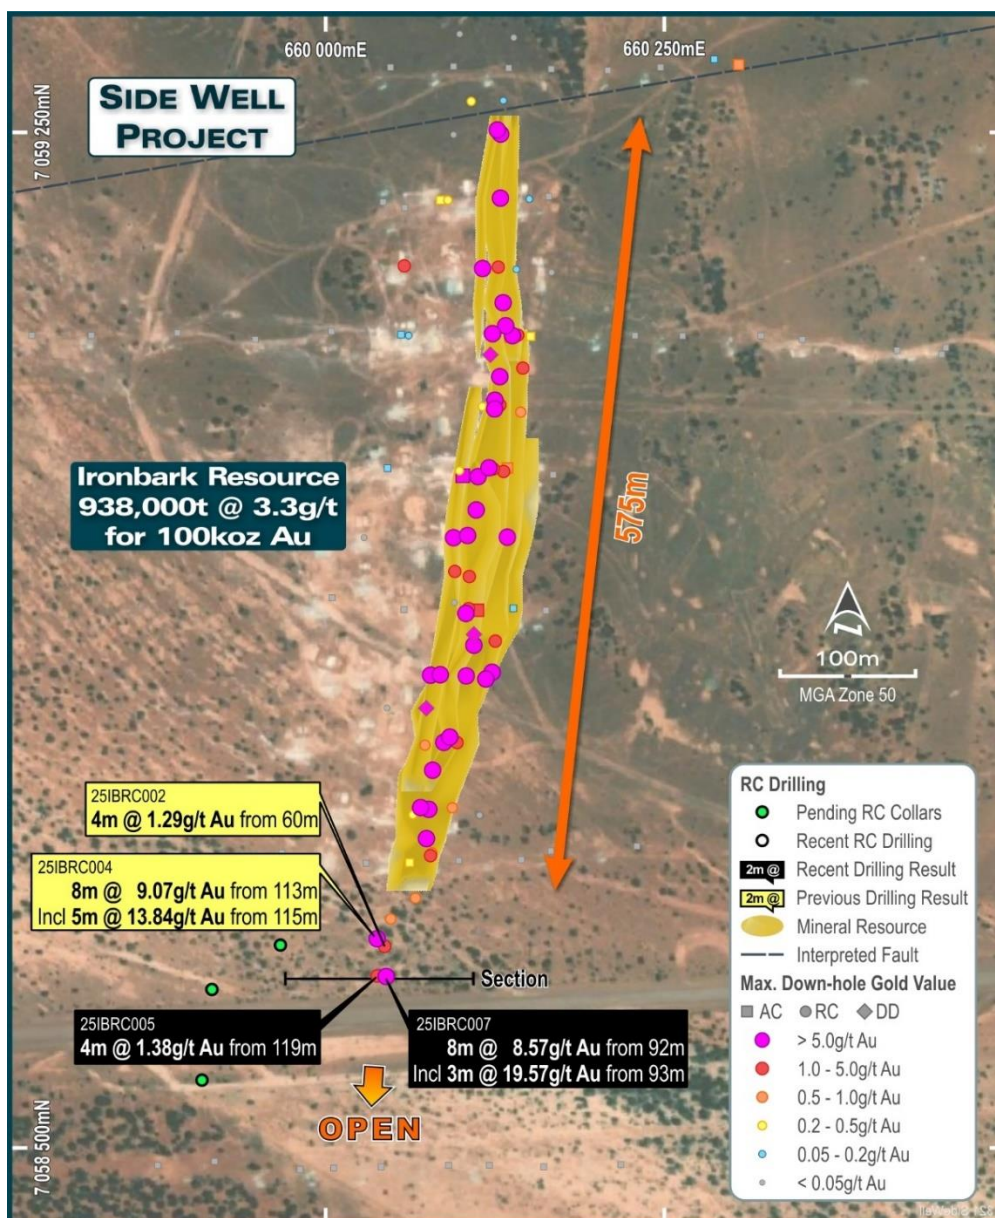 660 000mE
660 250mE
SIDE WELL
PROJECT
7 059 250mN
Ironbark Resource
938,000t @ 3.3g/t
for 100koz Au
575m
100m
MGA Zone 50
25IBRC002
4m @ 1.29g/t Au from 60m
25IBRC004
8m @ 9.07g/t Au from 113m
Incl 5m @ 13.84g/t Au from 115m
Section
25IBRC005
4m @ 1.38g/t Au from 119m
25IBRC007
8m @ 8.57g/t Au from 92m
Incl 3m @ 19.57g/t Au from 93m
OPEN
7 058 500mN
RC Drilling
Pending RC Collars
Recent RC Drilling
2m @ Recent Drilling Result
2m @ Previous Drilling Result
Mineral Resource
Interpreted Fault
Max. Down-hole Gold Value
AC RC DD
> 5.0g/t Au
1.0 - 5.0g/t Au
0.5 - 1.0g/t Au
0.2 - 0.5g/t Au
0.05 - 0.2g/t Au
< 0.05g/t Au